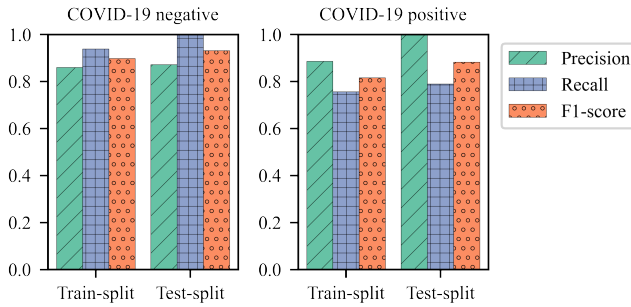 COVID-19 negative
1.0
0.8
0.6
0.4
0.2
0.0
Train-split
Test-split
COVID-19 positive
1.0
0.8
0.6
0.4
0.2
0.0
Train-split
Test-split
Precision
Recall
F1-score